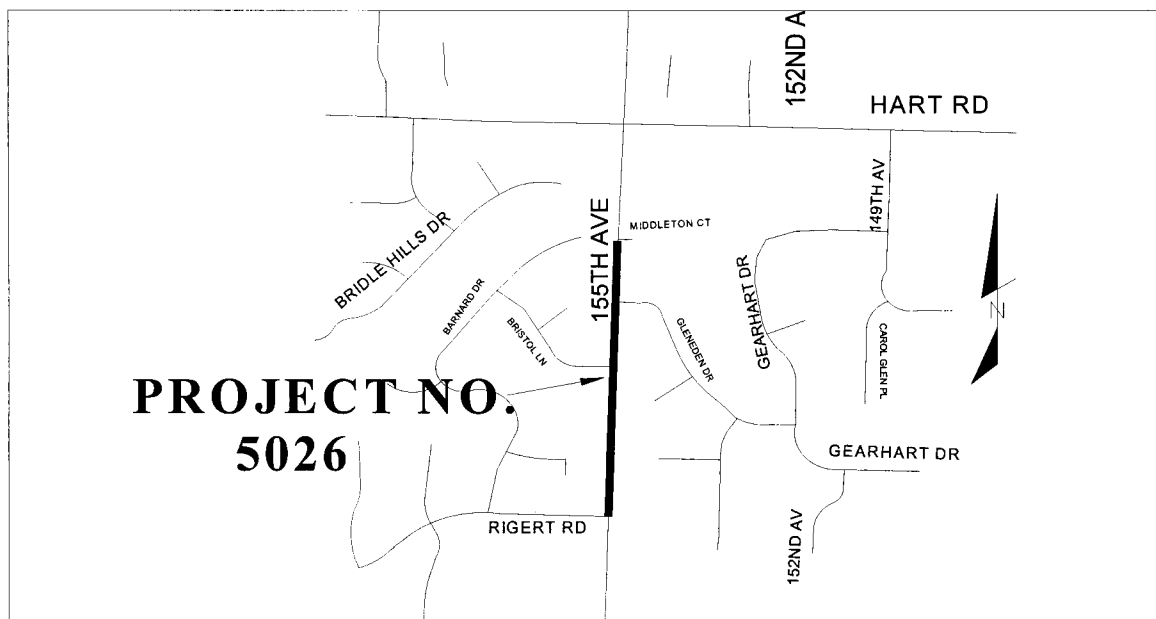 152ND A
HART RD
149TH AV
155TH AVE
MIDDLETON CT
BRIDLE HILLS DR
GEARHART DR
BARNARD DR
BRISTOL LN
GLENEDEN DR
CAROL GLEN PL
N
PROJECT NO.
5026
GEARHART DR
RIGERT RD
152ND AV